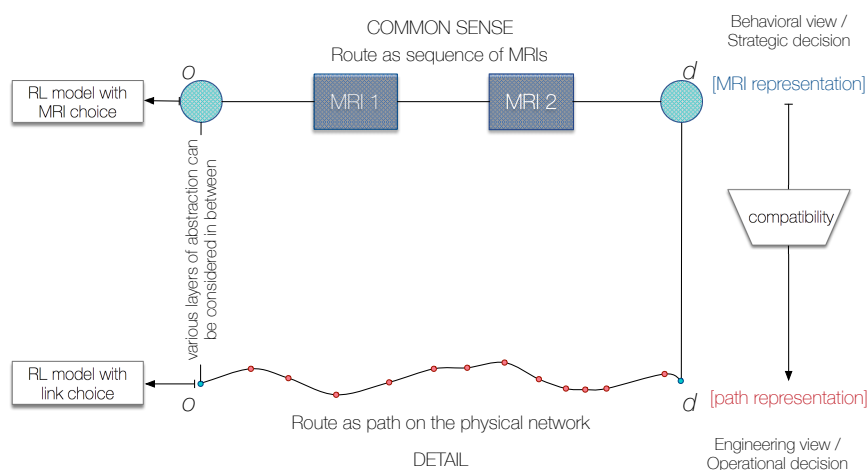 COMMON SENSE
Route as sequence of MRIs
Behavioral view /
Strategic decision
o
d
[MRI representation]
RL model with
MRI choice
MRI 1
MRI 2
various layers of abstraction can
be considered in between
compatibility
RL model with
link choice
o
d
[path representation]
Route as path on the physical network
DETAIL
Engineering view /
Operational decision